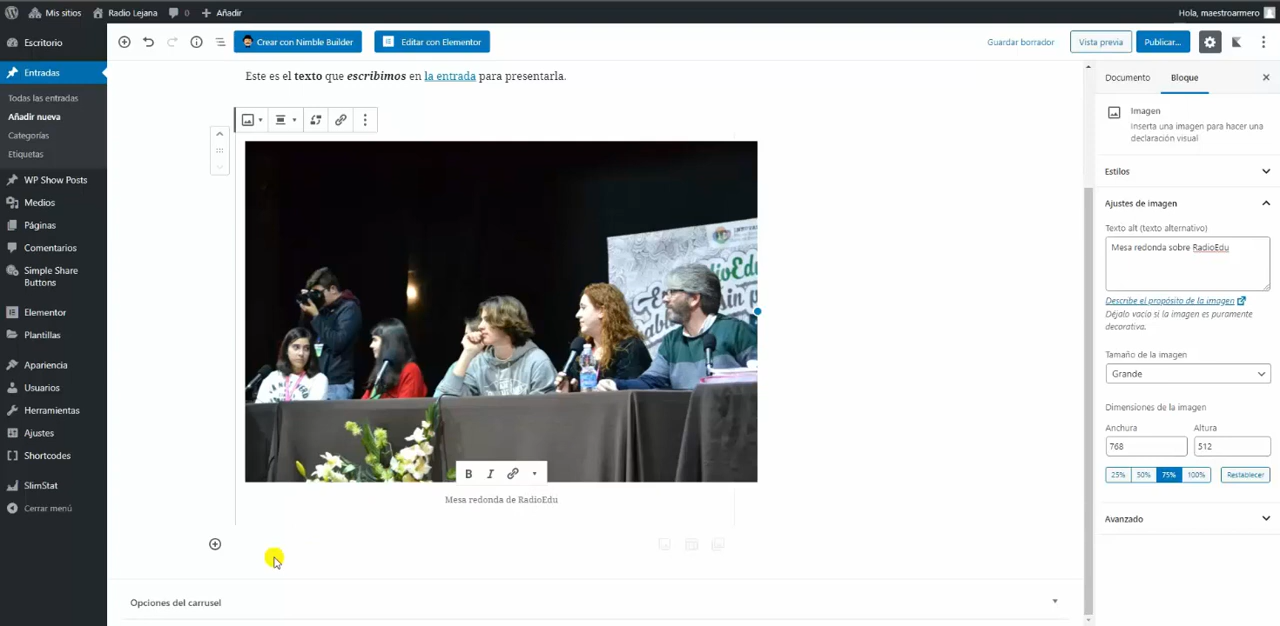 Mis sitios
Radio Lejana
0
Añadir
Hola, maestroarmero
Escritorio
Entradas
Todas las entradas
Añadir nueva
Categorías
Etiquetas
WP Show Posts
Medios
Páginas
Comentarios
Simple Share
Buttons
Elementor
Plantillas
Apariencia
Usuarios
Herramientas
Ajustes
Shortcodes
SlimStat
Cerrar menú
Crear con Nimble Builder
Editar con Elementor
Guardar borrador
Vista previa
Publicar...
Este es el texto que escribimos en la entrada para presentarla.
B I
Mesa redonda de RadioEdu
Opciones del carrusel
Documento
Bloque
Imagen
Inserta una imagen para hacer una
declaración visual
Estilos
Ajustes de imagen
Texto alt (texto alternativo)
Mesa redonda sobre RadioEdu
Describe el propósito de la imagen
Déjalo vacío si la imagen es puramente
decorativa.
Tamaño de la imagen
Grande
Dimensiones de la imagen
Anchura
Altura
768
512
25%
50%
75%
100%
Restablecer
Avanzado